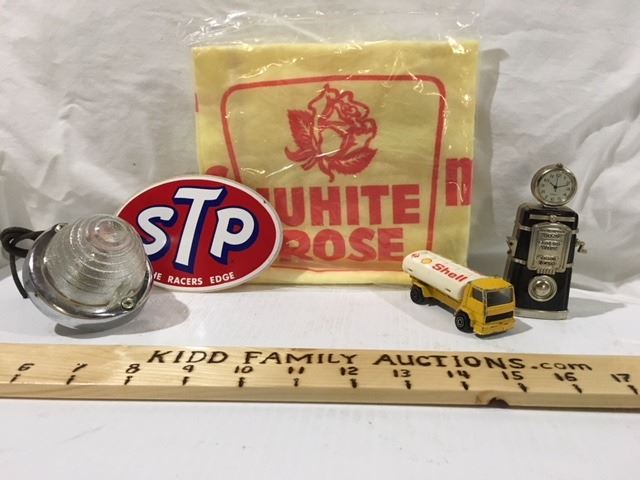 WHITE
ROSE
STP
RACERS EDGE
Shell
KIDD FAMILY AUCTIONS.com
6 7 8 9 10 11 12 13 14 15 16 17